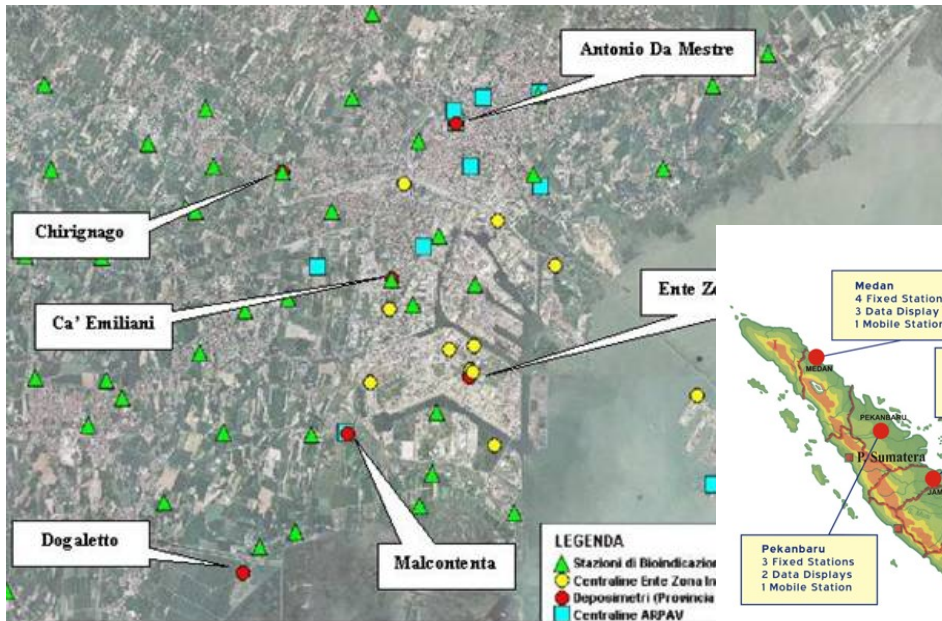 Antonio Da Mestre
Chirignago
Ca' Emiliani
Ente
Dogaletto
Malcontenta
LEGENDA
Stazioni di
Centraline Ente Zona
Deposimetri (Provincia
Centraline ARPAV
Medan
4 Fixed Station
3 Data Display
1 Mobile Station
MEDAN
PEKANBARU
P. Sumatera
JAM
Pekanbaru
3 Fixed Stations
2 Data Displays
1 Mobile Station